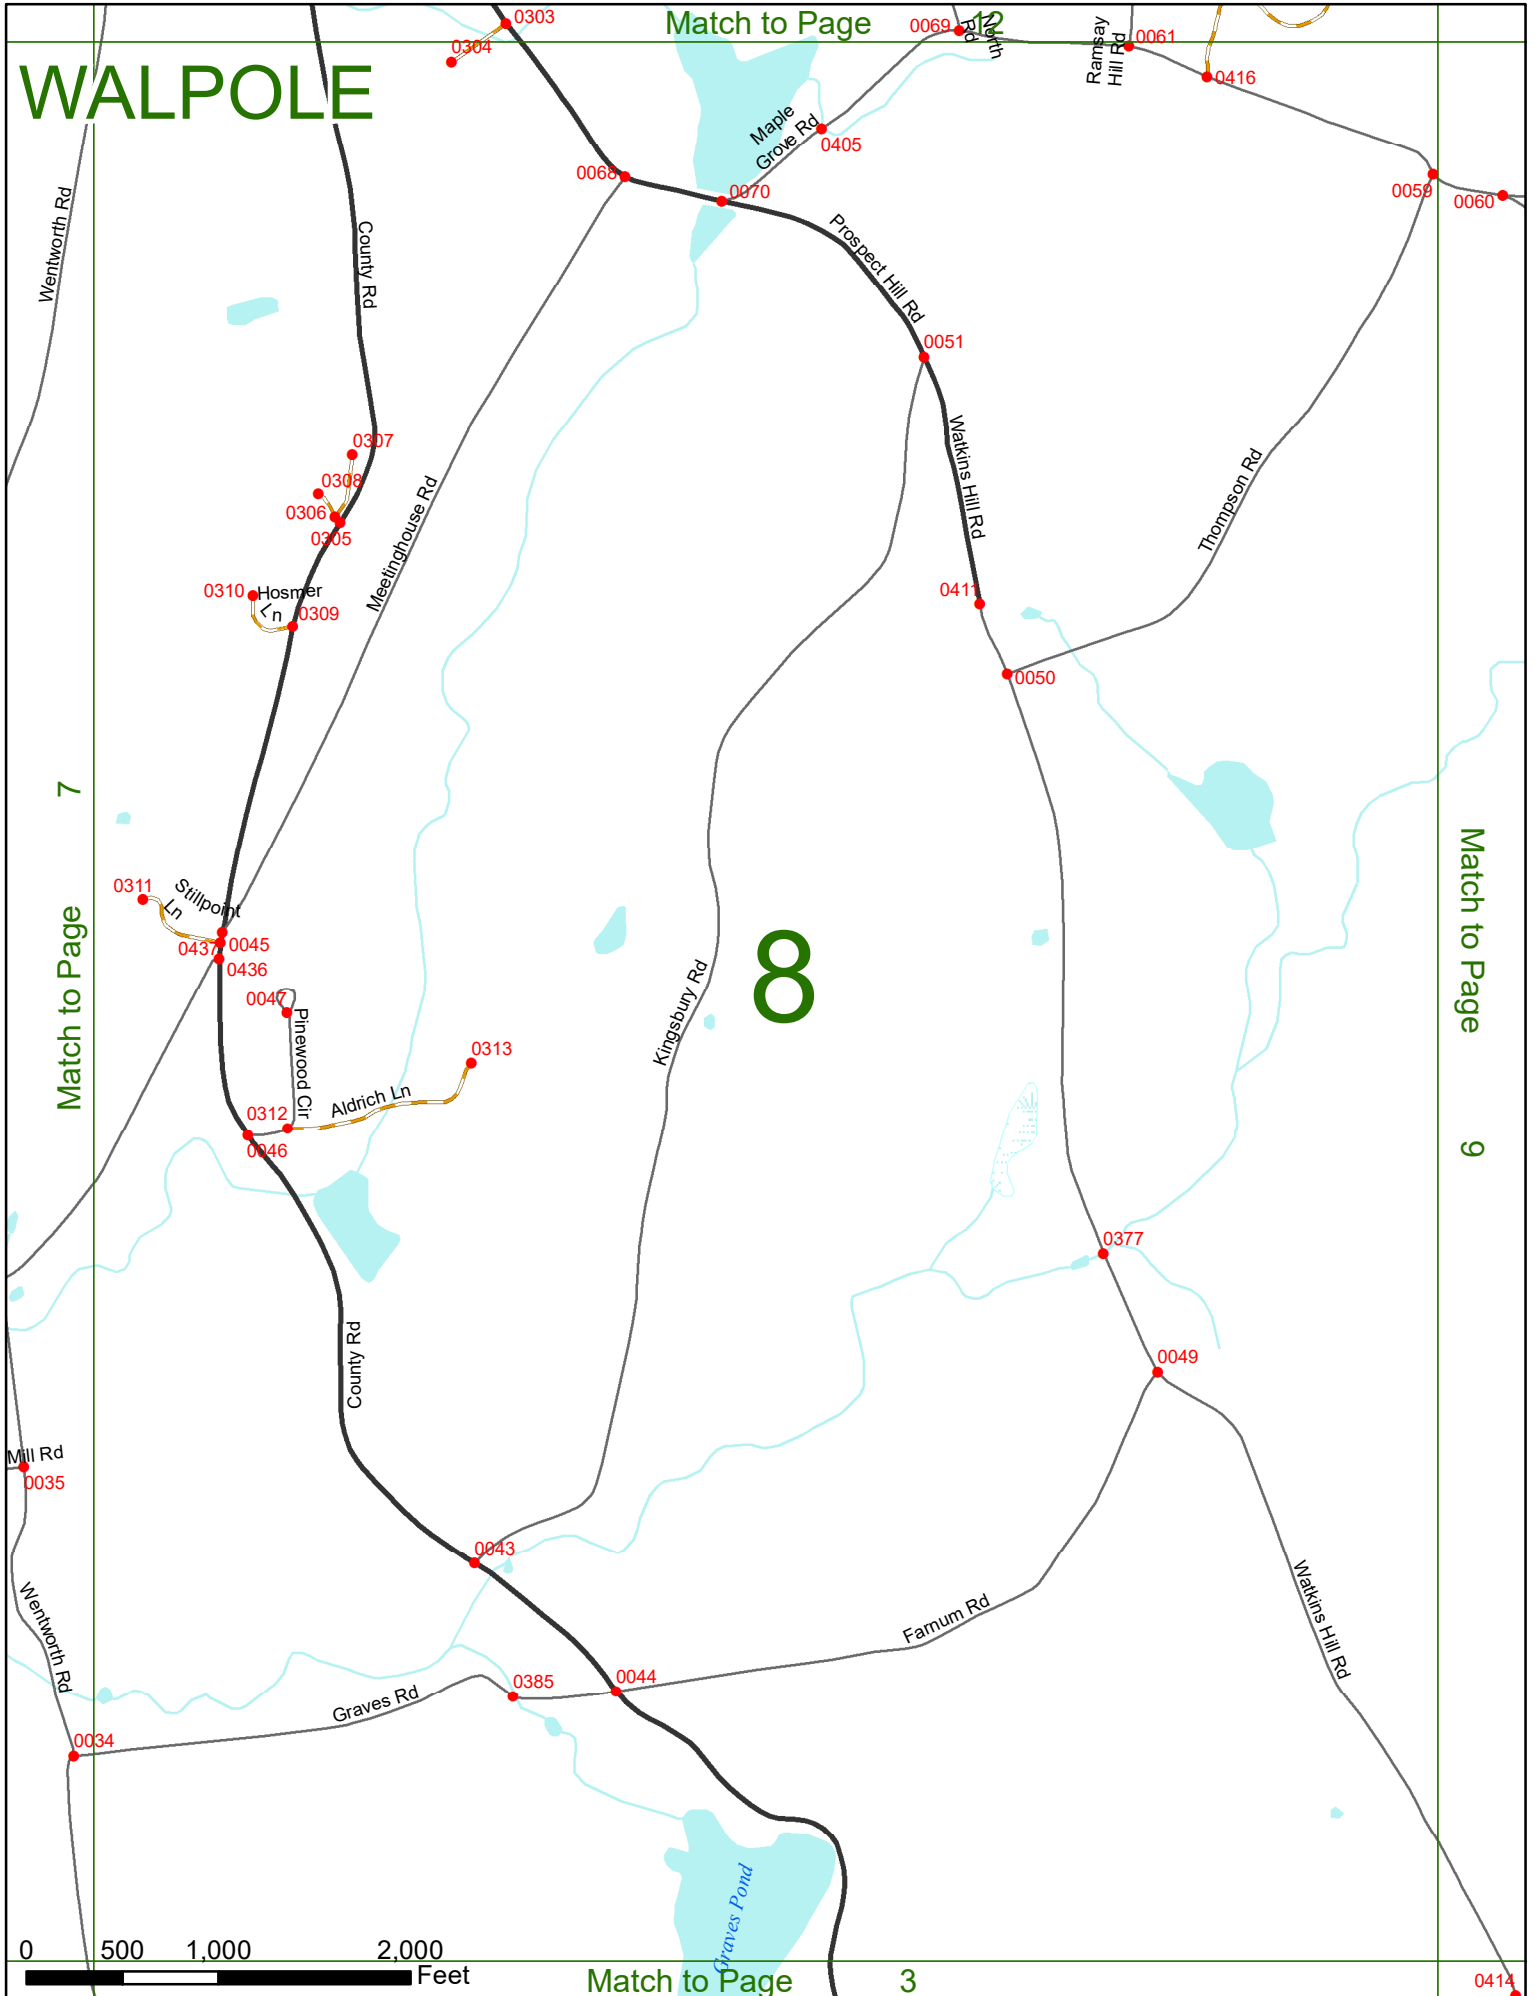 Match to Page 12
WALPOLE
0303
0304
0069
North
Rd
Ramsay
Hill Rd
0061
0416
Maple
Grove Rd
0405
0068
0070
0059
0060
Wentworth Rd
County Rd
Prospect Hill Rd
0051
0307
0308
0306
0305
Meetinghouse Rd
Watkins Hill Rd
Thompson Rd
0310
Hosmer
Ln
0309
0411
0050
Match to Page 7
0311
Stillpoint
Ln
0437
0045
0436
8
Match to Page 9
0047
Pinewood Cir
Kingsbury Rd
0313
Aldrich Ln
0312
0046
0377
County Rd
0049
Mill Rd
0035
0043
Wentworth Rd
Farnum Rd
Watkins Hill Rd
0385
0044
Graves Rd
0034
Graves Pond
0 500 1,000 2,000
Feet
Match to Page 3
0414